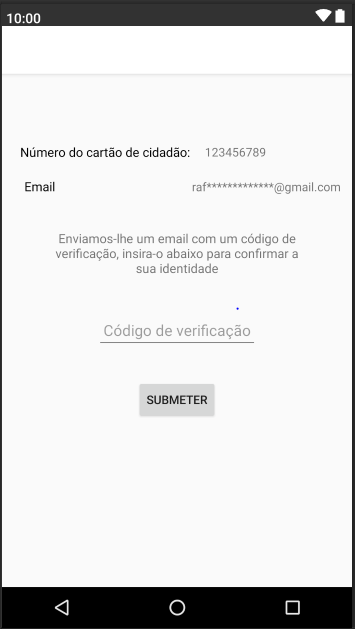 10:00
Número do cartão de cidadão: 123456789
Email raf*************@gmail.com
Enviamos-lhe um email com um código de
verificação, insira-o abaixo para confirmar a
sua identidade
Código de verificação
SUBMETER